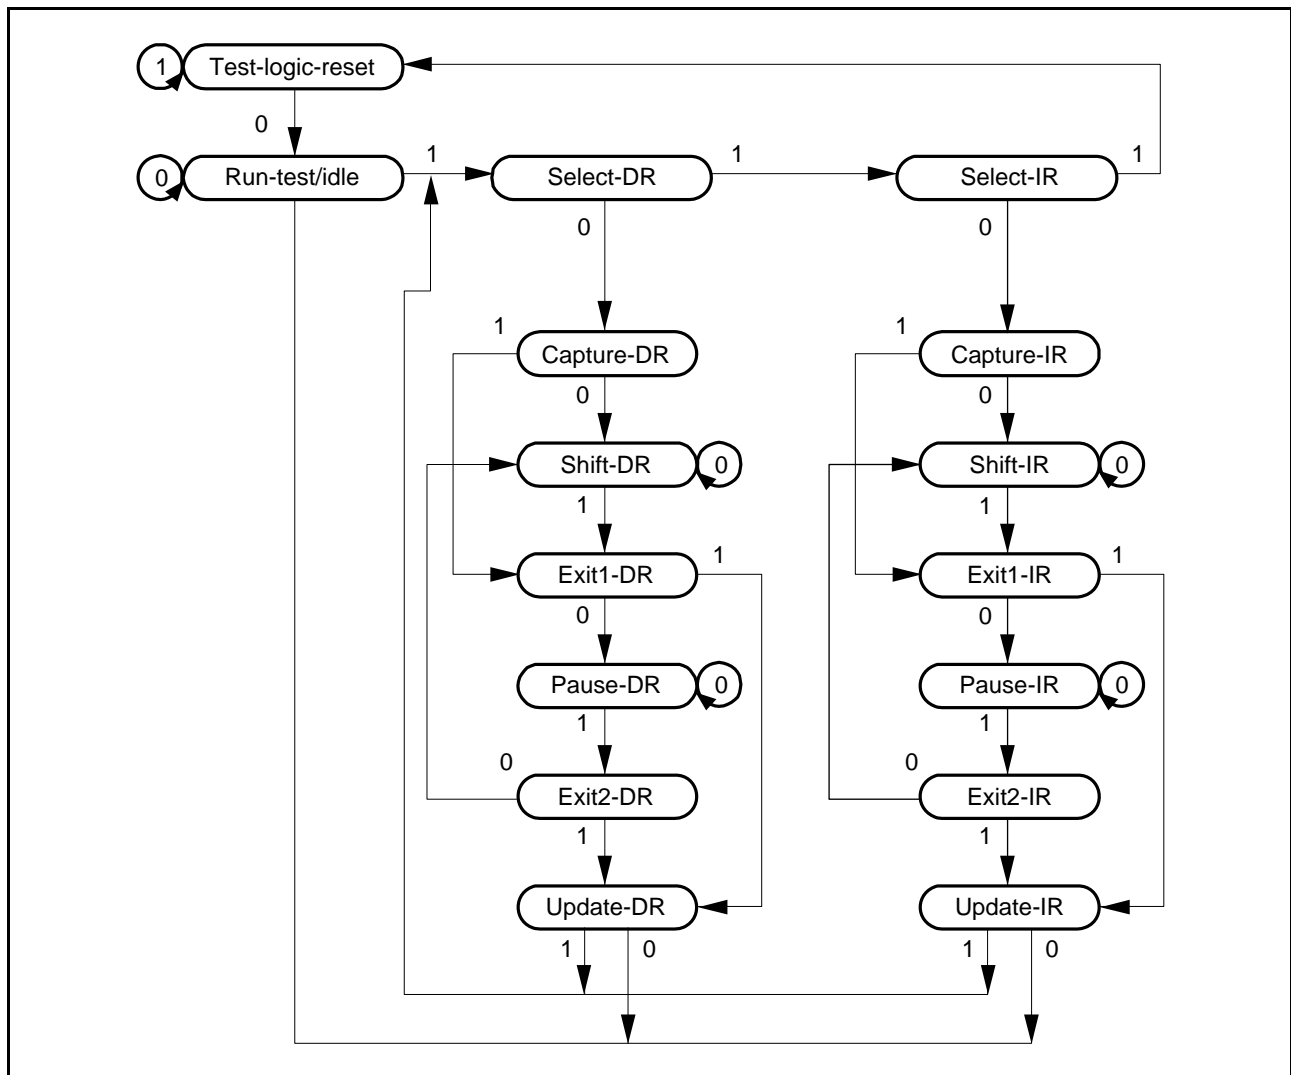 1 Test-logic-reset
0
0 Run-test/idle 1 Select-DR 1 Select-IR 1
0 0
1 1
Capture-DR Capture-IR
0 0
Shift-DR 0 Shift-IR 0
1 1
Exit1-DR 1 Exit1-IR 1
0 0
Pause-DR 0 Pause-IR 0
1 1
0 0
Exit2-DR Exit2-IR
1 1
Update-DR Update-IR
1 0 1 0